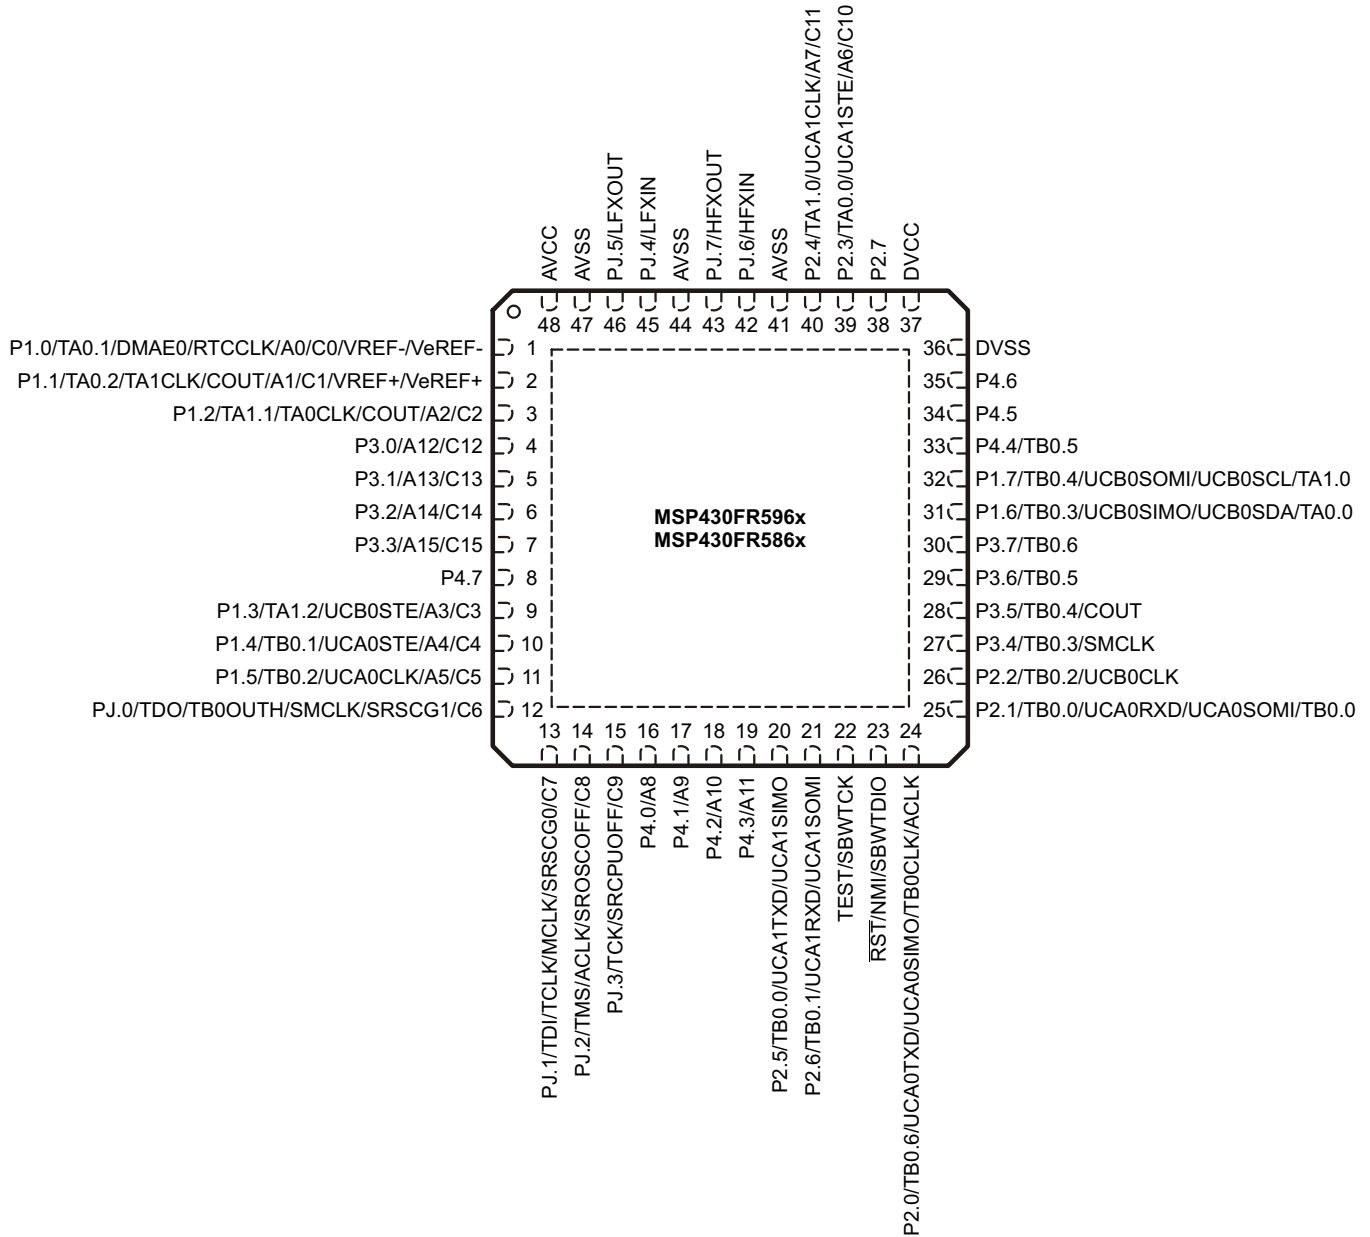 AVCC
AVSS
PJ.5/LFXOUT
PJ.4/LFXIN
AVSS
PJ.7/HFXOUT
PJ.6/HFXIN
AVSS
P2.4/TA1.0/UCA1CLK/A7/C11
P2.3/TA0.0/UCA1STE/A6/C10
P2.7
DVCC
48 47 46 45 44 43 42 41 40 39 38 37
P1.0/TA0.1/DMAE0/RTCCLK/A0/C0/VREF-/VeREF- 1
P1.1/TA0.2/TA1CLK/COUT/A1/C1/VREF+/VeREF+ 2
P1.2/TA1.1/TA0CLK/COUT/A2/C2 3
P3.0/A12/C12 4
P3.1/A13/C13 5
P3.2/A14/C14 6
P3.3/A15/C15 7
P4.7 8
P1.3/TA1.2/UCB0STE/A3/C3 9
P1.4/TB0.1/UCA0STE/A4/C4 10
P1.5/TB0.2/UCA0CLK/A5/C5 11
PJ.0/TDO/TB0OUTH/SMCLK/SRSCG1/C6 12
MSP430FR596x
MSP430FR586x
36 DVSS
35 P4.6
34 P4.5
33 P4.4/TB0.5
32 P1.7/TB0.4/UCB0SOMI/UCB0SCL/TA1.0
31 P1.6/TB0.3/UCB0SIMO/UCB0SDA/TA0.0
30 P3.7/TB0.6
29 P3.6/TB0.5
28 P3.5/TB0.4/COUT
27 P3.4/TB0.3/SMCLK
26 P2.2/TB0.2/UCB0CLK
25 P2.1/TB0.0/UCA0RXD/UCA0SOMI/TB0.0
13 14 15 16 17 18 19 20 21 22 23 24
PJ.1/TDI/TCLK/MCLK/SRSCG0/C7
PJ.2/TMS/ACLK/SROSCOFF/C8
PJ.3/TCK/SRCPUOFF/C9
P4.0/A8
P4.1/A9
P4.2/A10
P4.3/A11
P2.5/TB0.0/UCA1TXD/UCA1SIMO
P2.6/TB0.1/UCA1RXD/UCA1SOMI
TEST/SBWTCK
RST/NMI/SBWTDIO
P2.0/TB0.6/UCA0TXD/UCA0SIMO/TB0CLK/ACLK